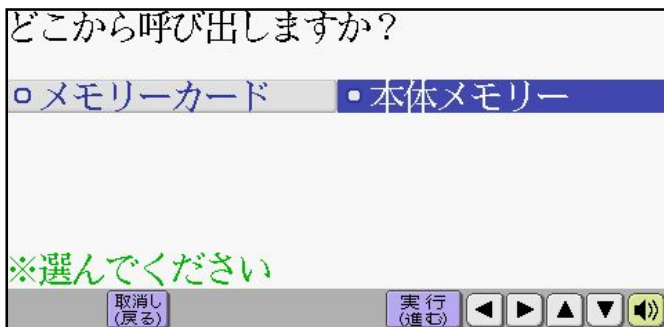 どこから呼び出しますか？
メモリーカード 本体メモリー
※選んでください
取消し 実行
(戻る) (進む)